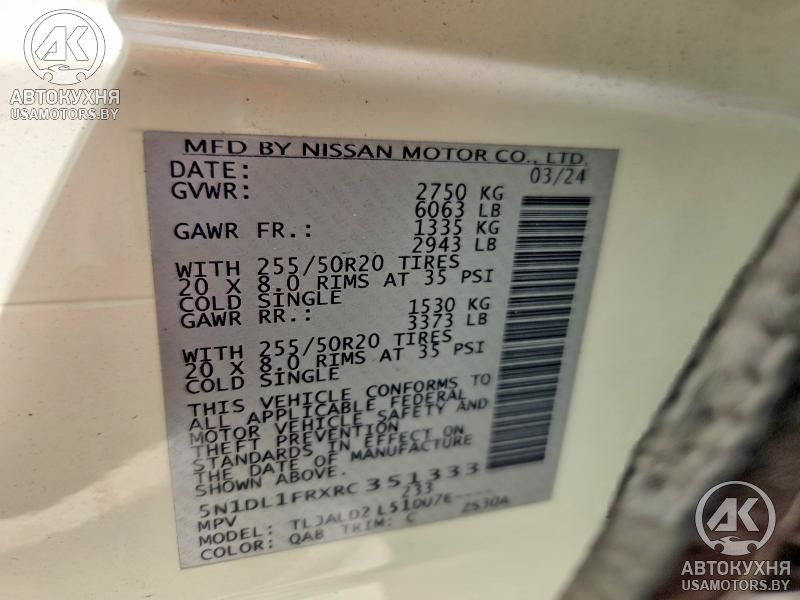 AK
АВТОКУХНЯ
USAMOTORS.BY
MFD BY NISSAN MOTOR CO., LTD.
DATE: 03/24
GVWR: 2750 KG
6063 LB
GAWR FR.: 1335 KG
2943 LB
WITH 255/50R20 TIRES
20 X 8.0 RIMS AT 35 PSI
COLD SINGLE
GAWR RR.: 1530 KG
3373 LB
WITH 255/50R20 TIRES
20 X 8.0 RIMS AT 35 PSI
COLD SINGLE
THIS VEHICLE CONFORMS TO
ALL APPLICABLE FEDERAL
MOTOR VEHICLE SAFETY AND
THEFT PREVENTION
STANDARDS IN EFFECT ON
THE DATE OF MANUFACTURE
5N1DL1FRXRC351333
MPV 233
MODEL:
COLOR: QAB TRIM: C
AK
АВТОКУХНЯ
USAMOTORS.BY